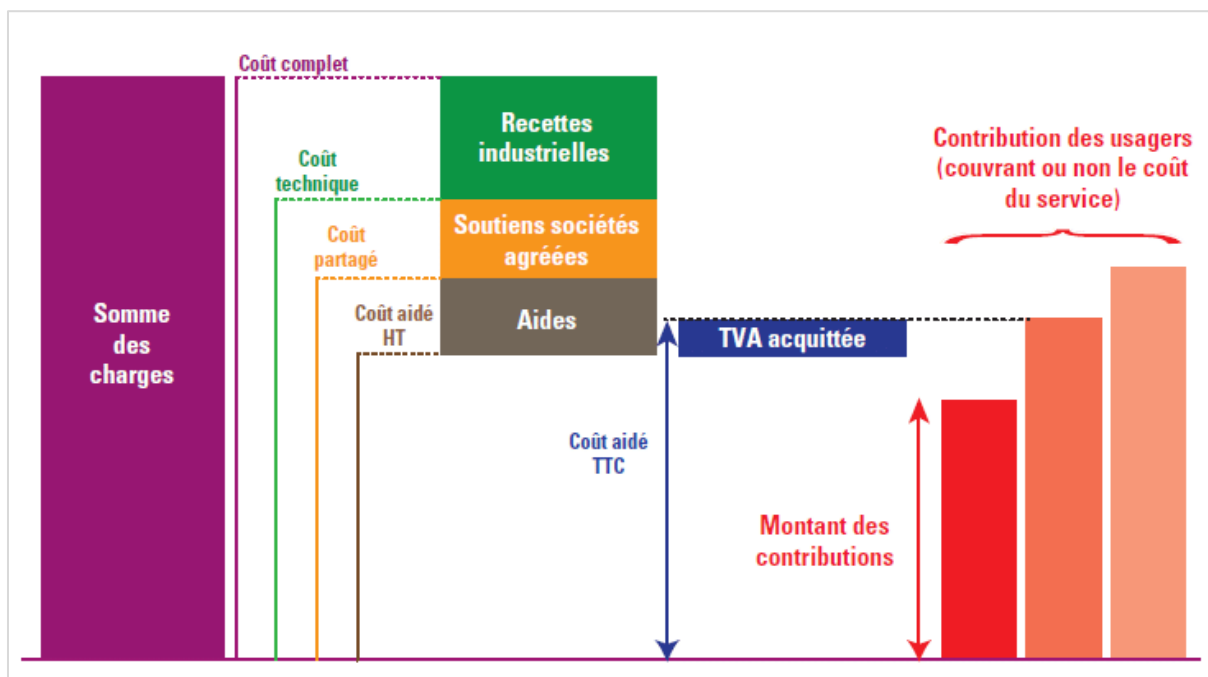 Coût complet
Recettes
industrielles
Contribution des usagers
(couvrant ou non le coût
du service)
Coût
technique
Soutiens sociétés
agréées
Coût
partagé
Somme
des
charges
Coût aidé
HT
Aides
TVA acquittée
Coût aidé
TTC
Montant des
contributions